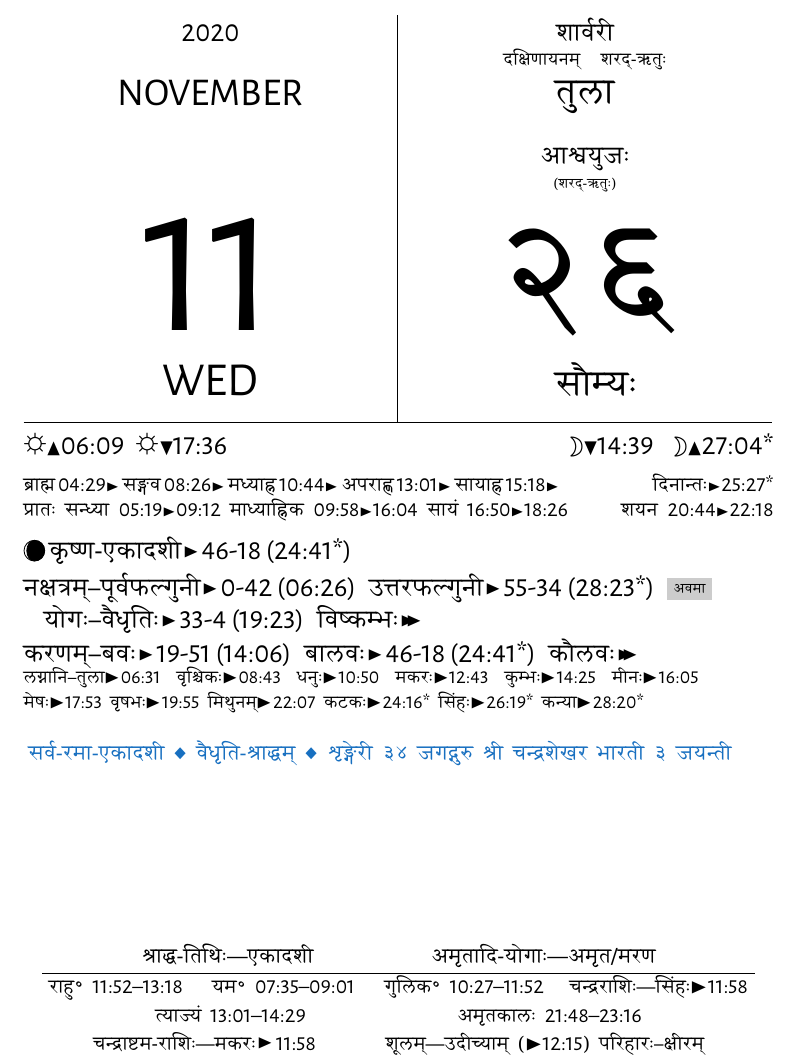 2020
NOVEMBER
11
WED
शार्वरी
दक्षिणायनम् शरद्-ऋतुः
तुला
आश्वयुजः
(शरद्-ऋतुः)
२६
सौम्यः
☼▲06:09 ☼▼17:36 ☽▼14:39 ☽▲27:04*
ब्राह्म 04:29► सङ्गव 08:26► मध्याह्न 10:44► अपराह्ण 13:01► सायाह्न 15:18► दिनान्तः►25:27*
प्रातः सन्ध्या 05:19►09:12 माध्याह्निक 09:58►16:04 सायं 16:50►18:26 शयन 20:44►22:18
कृष्ण-एकादशी►46-18 (24:41*)
नक्षत्रम्–पूर्वफल्गुनी►0-42 (06:26) उत्तरफल्गुनी►55-34 (28:23*) अवमा
योगः–वैधृतिः►33-4 (19:23) विष्कम्भः►►
करणम्–बवः►19-51 (14:06) बालवः►46-18 (24:41*) कौलवः►►
लग्नानि–तुला►06:31 वृश्चिकः►08:43 धनुः►10:50 मकरः►12:43 कुम्भः►14:25 मीनः►16:05
मेषः►17:53 वृषभः►19:55 मिथुनम्►22:07 कटकः►24:16* सिंहः►26:19* कन्या►28:20*
सर्व-रमा-एकादशी ♦ वैधृति-श्राद्धम् ♦ शृङ्गेरी ३४ जगद्गुरु श्री चन्द्रशेखर भारती ३ जयन्ती
श्राद्ध-तिथिः—एकादशी अमृतादि-योगाः—अमृत/मरण
राहु॰ 11:52–13:18 यम॰ 07:35–09:01 गुलिक॰ 10:27–11:52 चन्द्रराशिः—सिंहः►11:58
त्याज्यं 13:01–14:29 अमृतकालः 21:48–23:16
चन्द्राष्टम-राशिः—मकरः►11:58 शूलम्—उदीच्याम् (►12:15) परिहारः–क्षीरम्